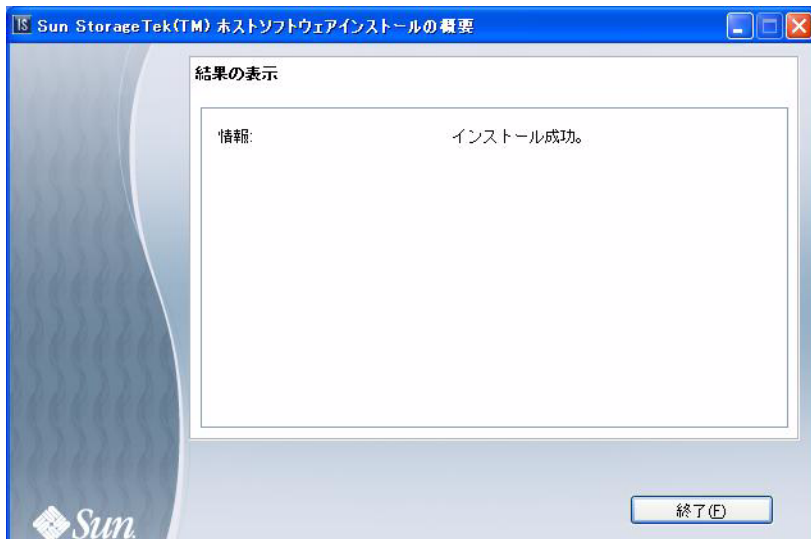 IS Sun StorageTek(TM) ホストソフトウェアインストールの概要
結果の表示
情報: インストール成功。
終了(F)
Sun